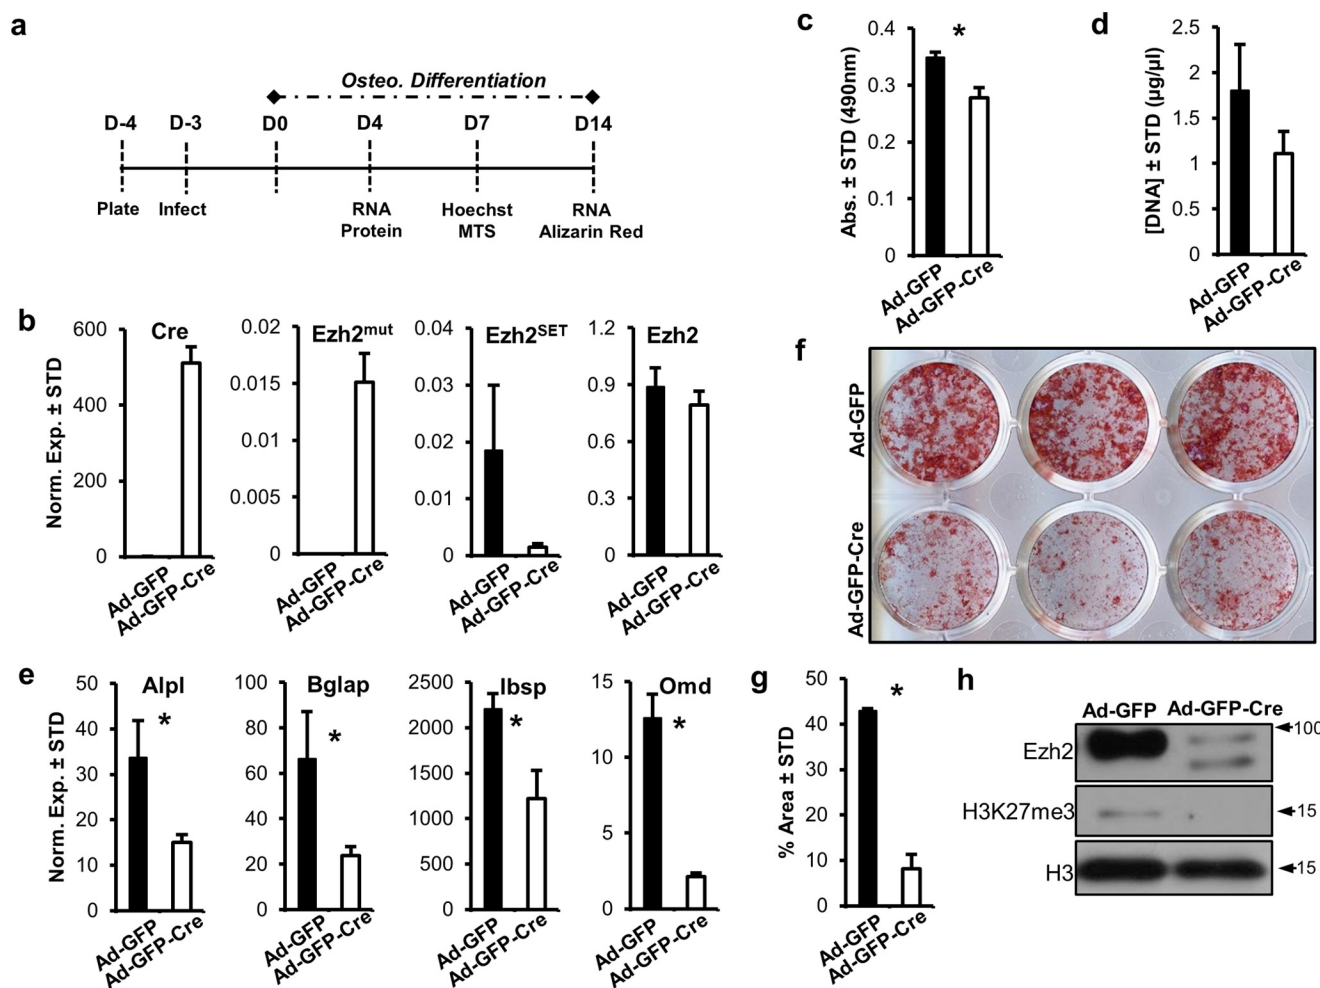 a
Osteo. Differentiation
D-4 D-3 D0 D4 D7 D14
Plate Infect RNA Hoechst RNA
Protein MTS Alizarin Red
b
Norm. Exp. ± STD
600
400
200
0
Cre
Ad-GFP
Ad-GFP-Cre
0.02
0.015
0.01
0.005
0
Ezh2mut
Ad-GFP
Ad-GFP-Cre
0.04
0.03
0.02
0.01
0
Ezh2SET
Ad-GFP
Ad-GFP-Cre
1.2
0.9
0.6
0.3
0
Ezh2
Ad-GFP
Ad-GFP-Cre
c
Abs. ± STD (490nm)
0.4
0.3
0.2
0.1
0
*
Ad-GFP
Ad-GFP-Cre
d
[DNA] ± STD (µg/µl)
2.5
2
1.5
1
0.5
0
Ad-GFP
Ad-GFP-Cre
e
Norm. Exp. ± STD
50
40
30
20
10
0
Alpl
*
Ad-GFP
Ad-GFP-Cre
100
80
60
40
20
0
Bglap
*
Ad-GFP
Ad-GFP-Cre
2500
2000
1500
1000
500
0
Ibsp
*
Ad-GFP
Ad-GFP-Cre
15
10
5
0
Omd
*
Ad-GFP
Ad-GFP-Cre
f
Ad-GFP
Ad-GFP-Cre
g
% Area ± STD
50
40
30
20
10
0
*
Ad-GFP
Ad-GFP-Cre
h
Ad-GFP Ad-GFP-Cre
Ezh2 100
H3K27me3 15
H3 15